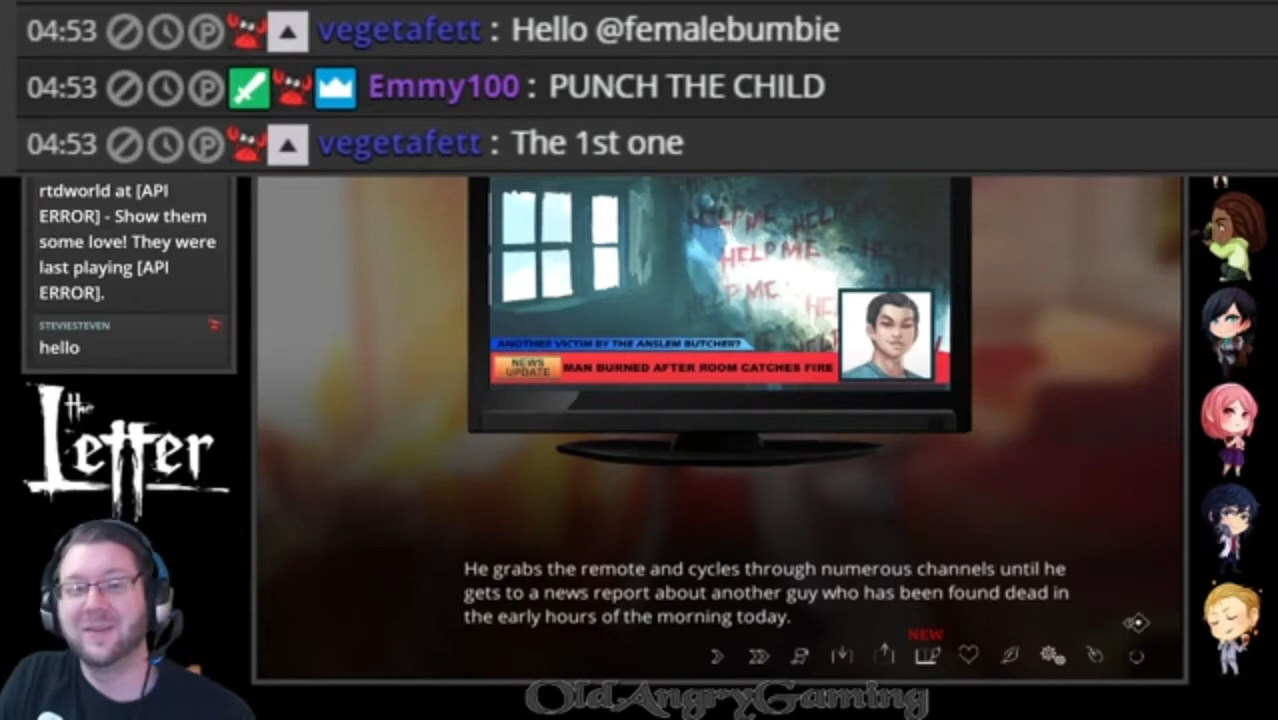 04:53 vegetafett : Hello @femalebumbie
04:53 Emmy100 : PUNCH THE CHILD
04:53 vegetafett : The 1st one
rtdworld at [API
ERROR] - Show them
some love! They were
last playing [API
ERROR].
STEVIESTEVEN
hello
the
Letter
HELP ME HEL
HELP ME HE
HELP ME HE
HELP
ANOTHER VICTIM BY THE ANSLEM BUTCHER?
NEWS
UPDATE
MAN BURNED AFTER ROOM CATCHES FIRE
He grabs the remote and cycles through numerous channels until he
gets to a news report about another guy who has been found dead in
the early hours of the morning today.
NEW
OldAngryGaming